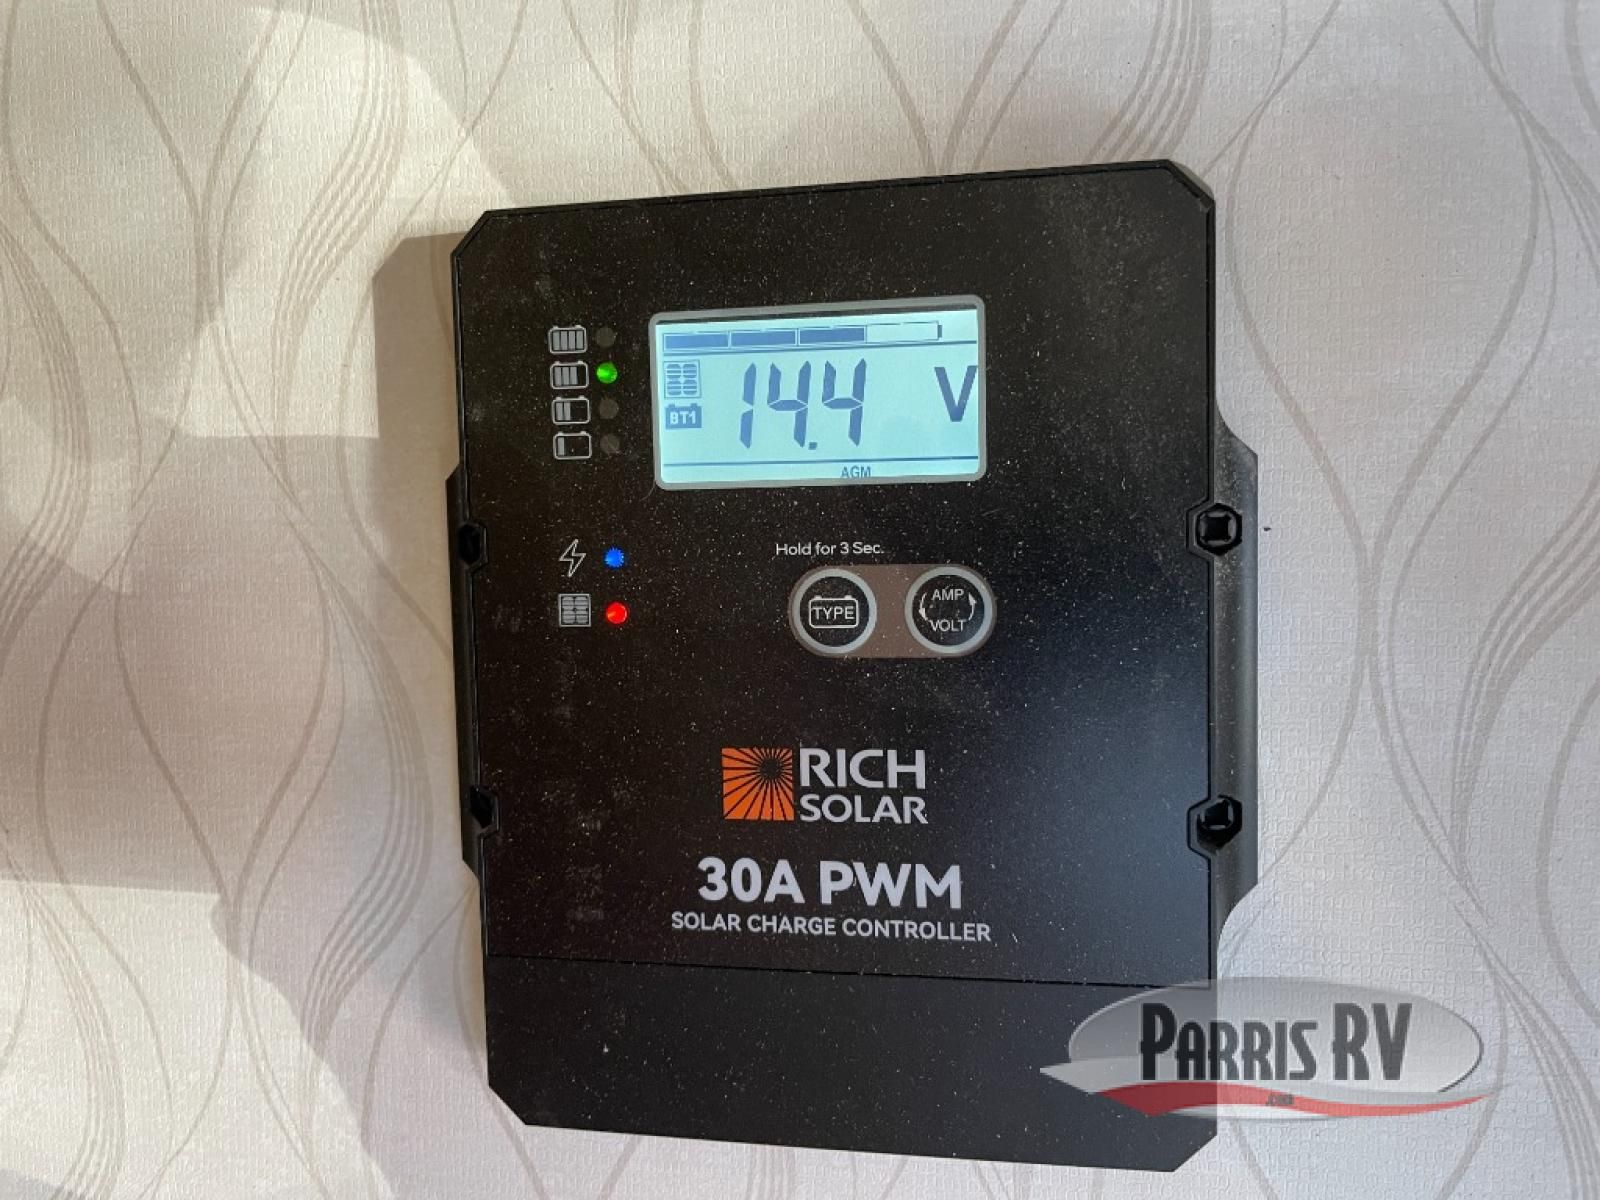 14.4 V
BT1
AGM
Hold for 3 Sec.
TYPE
AMP
VOLT
RICH
SOLAR
30A PWM
SOLAR CHARGE CONTROLLER
PARRIS RV
.com